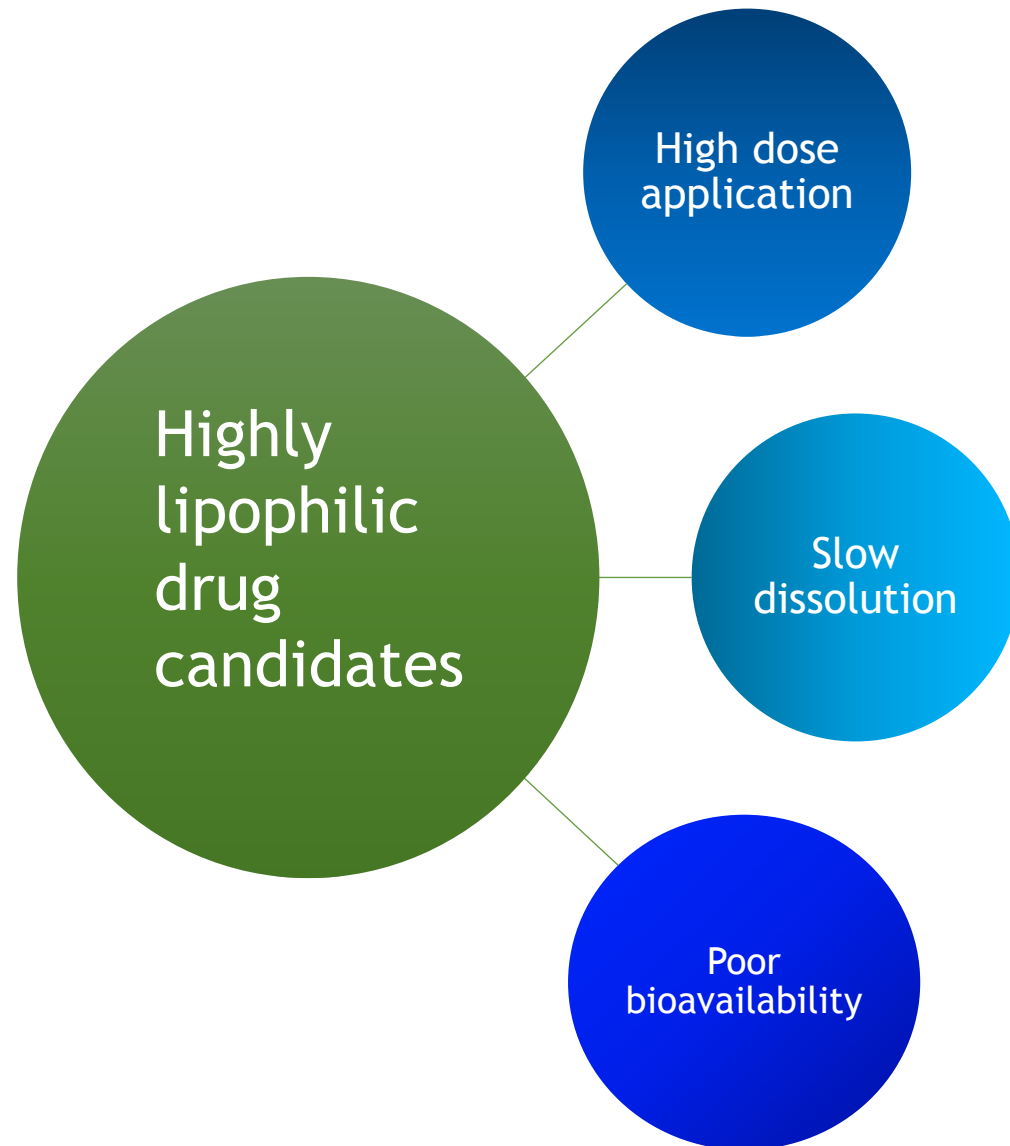 High dose
application
Highly
lipophilic
drug
candidates
Slow
dissolution
Poor
bioavailability